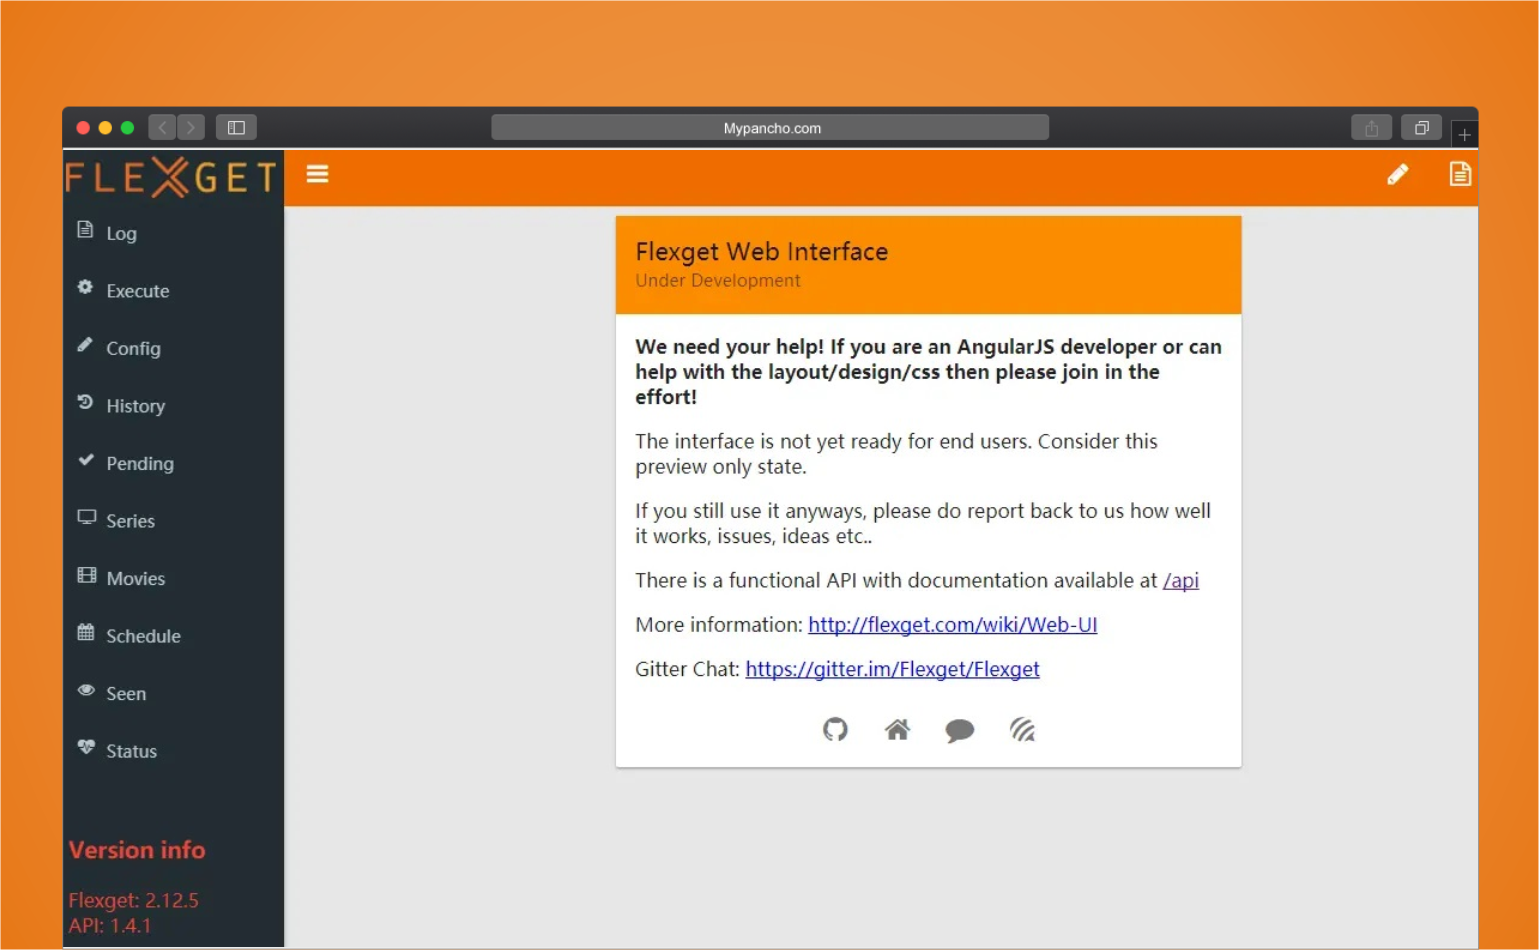 Mypancho.com
FLEXGET
Log
Execute
Config
History
Pending
Series
Movies
Schedule
Seen
Status
Version info
Flexget: 2.12.5
API: 1.4.1
Flexget Web Interface
Under Development
We need your help! If you are an AngularJS developer or can
help with the layout/design/css then please join in the
effort!
The interface is not yet ready for end users. Consider this
preview only state.
If you still use it anyways, please do report back to us how well
it works, issues, ideas etc..
There is a functional API with documentation available at /api
More information: http://flexget.com/wiki/Web-UI
Gitter Chat: https://gitter.im/Flexget/Flexget